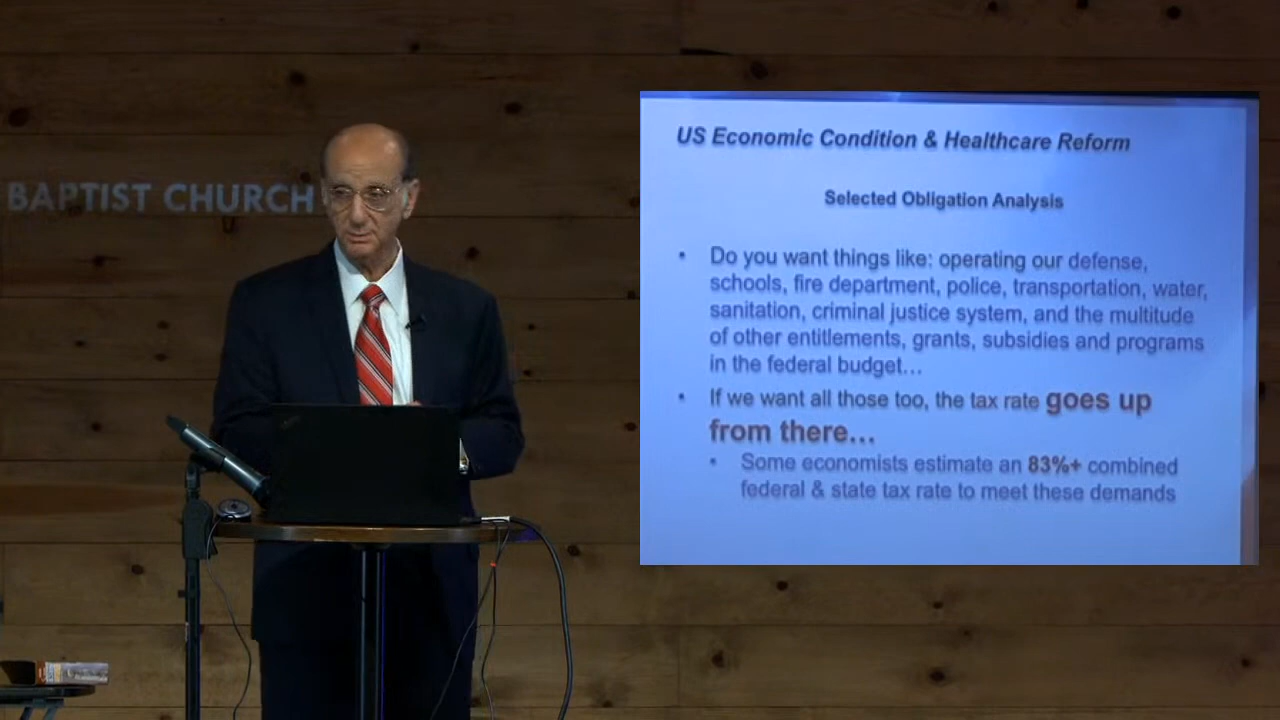 BAPTIST CHURCH
US Economic Condition & Healthcare Reform
Selected Obligation Analysis
• Do you want things like: operating our defense,
schools, fire department, police, transportation, water,
sanitation, criminal justice system, and the multitude
of other entitlements, grants, subsidies and programs
in the federal budget…
• If we want all those too, the tax rate goes up
from there…
• Some economists estimate an 83%+ combined
federal & state tax rate to meet these demands